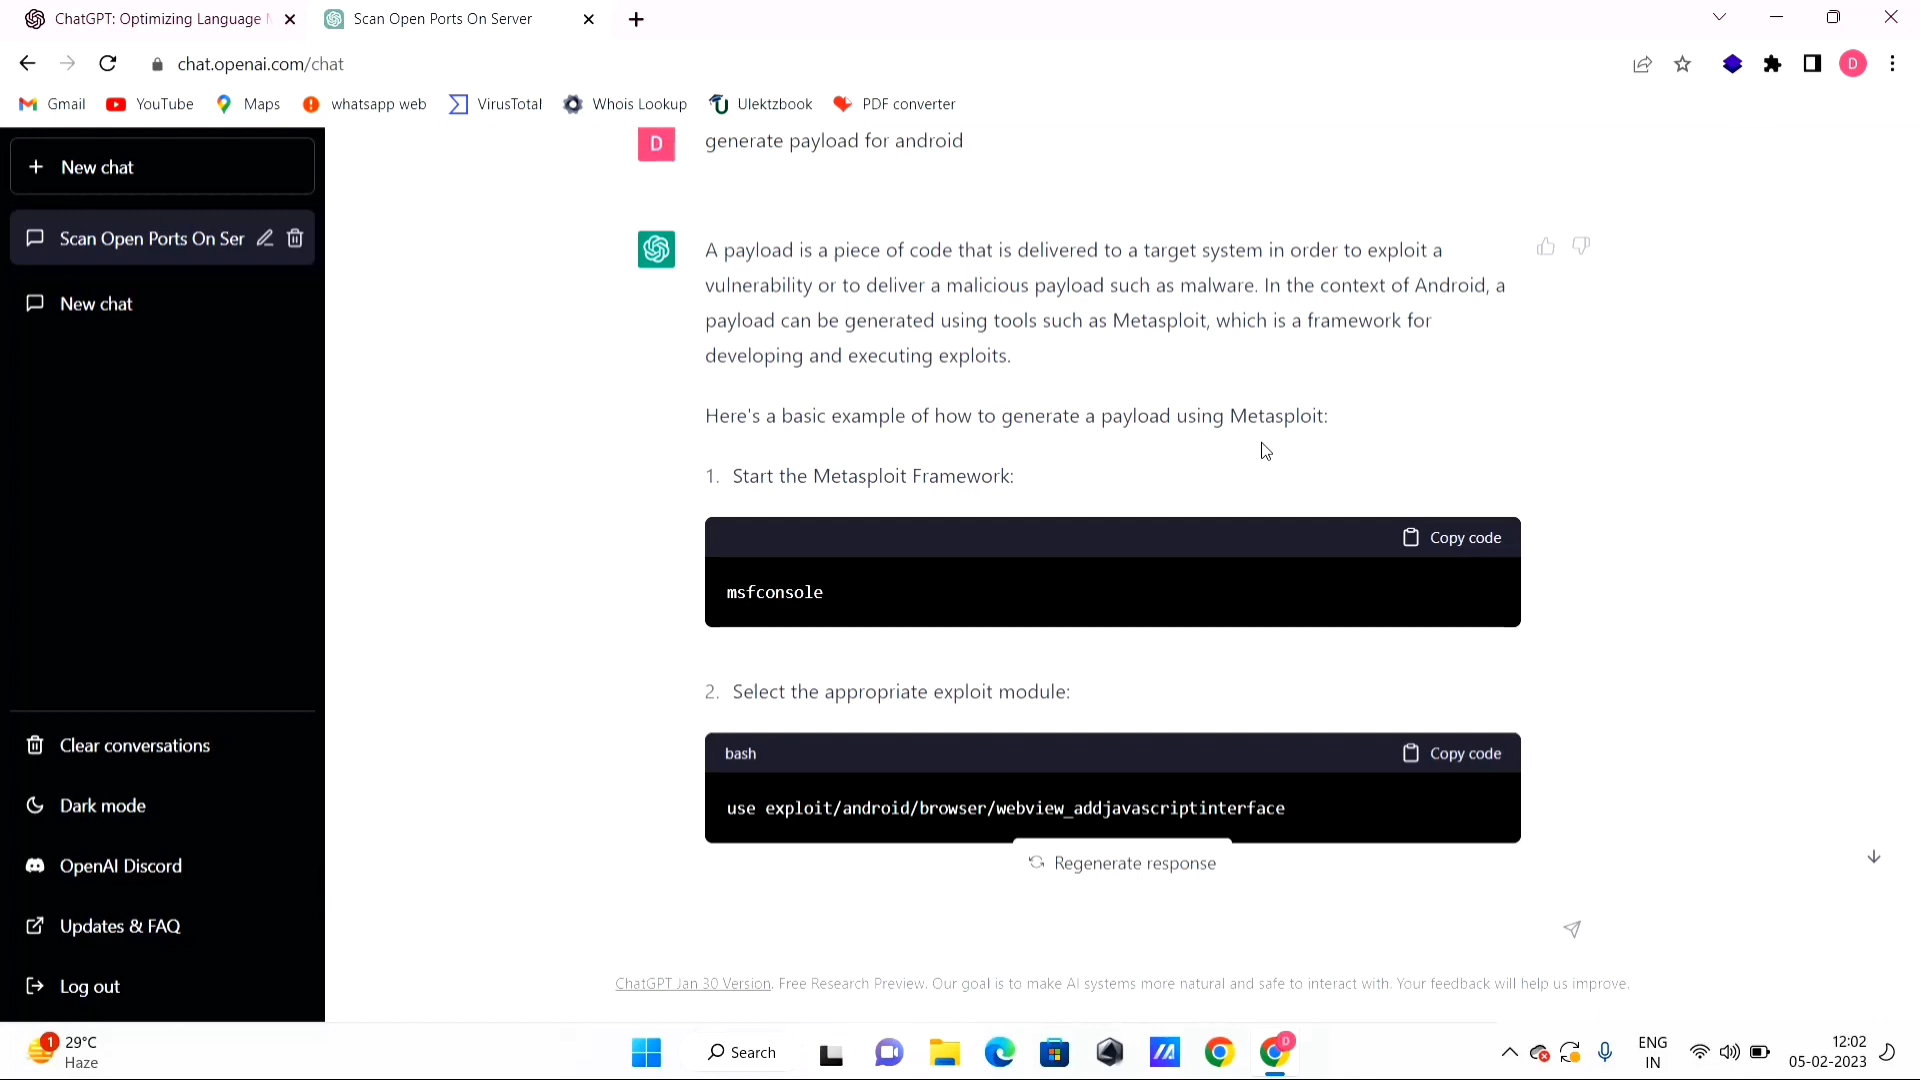 ChatGPT: Optimizing Language
Scan Open Ports On Server
chat.openai.com/chat
D
Gmail
YouTube
Maps
whatsapp web
VirusTotal
Whois Lookup
Ulektzbook
PDF converter
New chat
Scan Open Ports On Ser
New chat
Clear conversations
Dark mode
OpenAI Discord
Updates & FAQ
Log out
D
generate payload for android
A payload is a piece of code that is delivered to a target system in order to exploit a
vulnerability or to deliver a malicious payload such as malware. In the context of Android, a
payload can be generated using tools such as Metasploit, which is a framework for
developing and executing exploits.
Here's a basic example of how to generate a payload using Metasploit:
1. Start the Metasploit Framework:
Copy code
msfconsole
2. Select the appropriate exploit module:
bash
Copy code
use exploit/android/browser/webview_addjavascriptinterface
Regenerate response
ChatGPT Jan 30 Version. Free Research Preview. Our goal is to make AI systems more natural and safe to interact with. Your feedback will help us improve.
1
29°C
Haze
Search
D
ENG
IN
12:02
05-02-2023